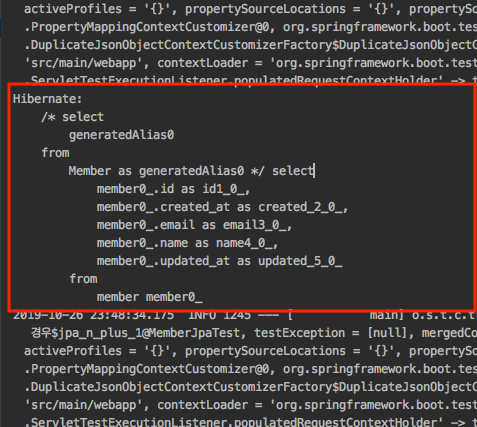 activeProfiles = '{}', propertySourceLocations = '{}', property
.PropertyMappingContextCustomizer@0, org.springframework.boot.tes
.DuplicateJsonObjectContextCustomizerFactory$DuplicateJsonObjectC
'src/main/webapp', contextLoader = 'org.springframework.boot.test
.ServletTestExecutionListener.populatedRequestContextHolder' -> t
Hibernate:
    /* select
        generatedAlias0
    from
        Member as generatedAlias0 */ select
            member0_.id as id1_0_,
            member0_.created_at as created_2_0_,
            member0_.email as email3_0_,
            member0_.name as name4_0_,
            member0_.updated_at as updated_5_0_
        from
            member member0_
2019-10-26 23:48:34.175  INFO 1245 --- [           main] o.s.t.c.t
경우$jpa_n_plus_1@MemberJpaTest, testException = [null], mergedCo
activeProfiles = '{}', propertySourceLocations = '{}', property
.PropertyMappingContextCustomizer@0, org.springframework.boot.tes
.DuplicateJsonObjectContextCustomizerFactory$DuplicateJsonObjectC
'src/main/webapp', contextLoader = 'org.springframework.boot.test
.ServletTestExecutionListener.populatedRequestContextHolder' -> t